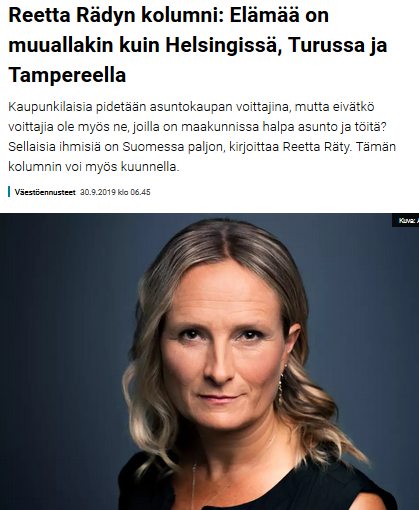 Reetta Rädyn kolumni: Elämää on
muuallakin kuin Helsingissä, Turussa ja
Tampereella
Kaupunkilaisia pidetään asuntokaupan voittajina, mutta eivätkö
voittajia ole myös ne, joilla on maakunnissa halpa asunto ja töitä?
Sellaisia ihmisiä on Suomessa paljon, kirjoittaa Reetta Räty. Tämän
kolumnin voi myös kuunnella.
Väestöennusteet 30.9.2019 klo 06.45
Kuva: A